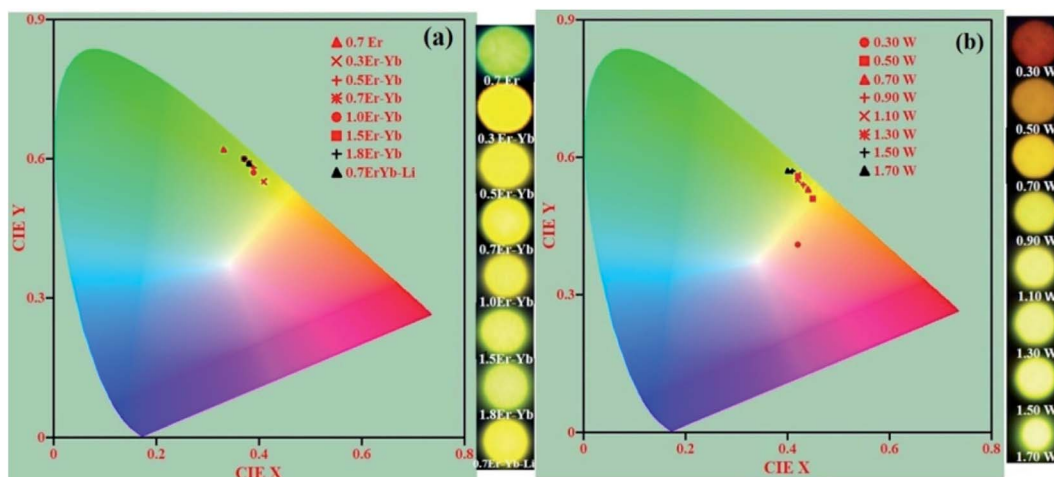 (a)
0.9
0.6
0.3
0
0
0.2
0.4
0.6
0.8
CIE Y
CIE X
0.7 Er
0.3Er-Yb
0.5Er-Yb
0.7Er-Yb
1.0Er-Yb
1.5Er-Yb
1.8Er-Yb
0.7ErYb-Li
0.7 Er
0.3 Er-Yb
0.5Er-Yb
0.7Er-Yb
1.0Er-Yb
1.5Er-Yb
1.8Er-Yb
0.7Er-Yb-Li
(b)
0.9
0.6
0.3
0
0
0.2
0.4
0.6
0.8
CIE Y
CIE X
0.30 W
0.50 W
0.70 W
0.90 W
1.10 W
1.30 W
1.50 W
1.70 W
0.30 W
0.50 W
0.70 W
0.90 W
1.10 W
1.30 W
1.50 W
1.70 W